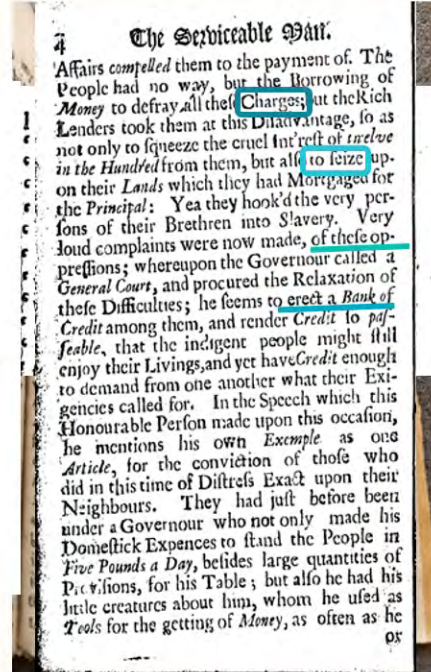 4 The Serviceable Man.
Affairs compelled them to the payment of. The
People had no way, but the Borrowing of
Money to defray all theſe Charges; but the Rich
Lenders took them at this Diſadvantage, ſo as
not only to ſqneeze the cruel Int'reſt of twelve
in the Hundred from them, but alſo to ſeize up-
on their Lands which they had Mortgaged for
the Principal: Yea they hook'd the very per-
ſons of their Brethren into Slavery. Very
loud complaints were now made, of theſe op-
preſſions; whereupon the Governour called a
General Court, and procured the Relaxation of
theſe Difficulties; he ſeems to erect a Bank of
Credit among them, and render Credit ſo paſ-
ſeable, that the indigent people might ſtill
enjoy their Livings, and yet have Credit enough
to demand from one another what their Exi-
gencies called for. In the Speech which this
Honourable Perſon made upon this occaſion,
he mentions his own Exemple as one
Article, for the conviction of thoſe who
did in this time of Diſtreſs Exact upon their
Neighbours. They had juſt before been
under a Governour who not only made his
Domeſtick Expences to ſtand the People in
Five Pounds a Day, beſides large quantities of
Proviſions, for his Table; but alſo he had his
little creatures about him, whom he uſed as
Tools for the getting of Money, as often as he
or